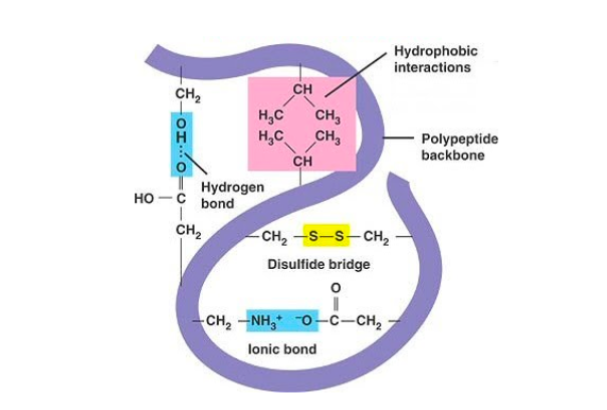 Hydrophobic
interactions
CH₂
CH
H₃C CH₃
H₃C CH₃
CH
O
H
O
Polypeptide
backbone
Hydrogen
bond
HO — C
CH₂
— CH₂ — S — S — CH₂ —
Disulfide bridge
O
— CH₂ — NH₃⁺ ⁻O — C — CH₂ —
Ionic bond